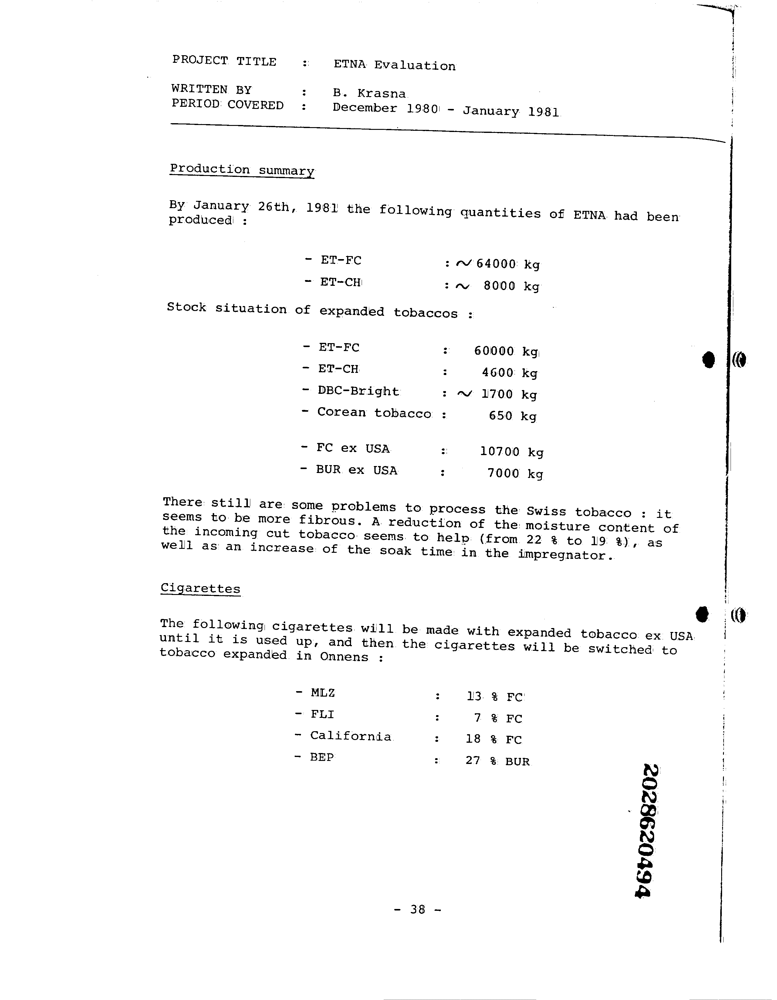 PROJECT TITLE : ETNA Evaluation
WRITTEN BY : B. Krasna
PERIOD COVERED : December 1980 - January 1981
Production summary
By January 26th, 1981 the following quantities of ETNA had been
produced :
- ET-FC : ~ 64000 kg
- ET-CH : ~ 8000 kg
Stock situation of expanded tobaccos :
- ET-FC : 60000 kg
- ET-CH : 4600 kg
- DBC-Bright : ~ 1700 kg
- Corean tobacco : 650 kg
- FC ex USA : 10700 kg
- BUR ex USA : 7000 kg
There still are some problems to process the Swiss tobacco : it
seems to be more fibrous. A reduction of the moisture content of
the incoming cut tobacco seems to help (from 22 % to 19 %), as
well as an increase of the soak time in the impregnator.
Cigarettes
The following cigarettes will be made with expanded tobacco ex USA
until it is used up, and then the cigarettes will be switched to
tobacco expanded in Onnens :
- MLZ : 13 % FC
- FLI : 7 % FC
- California : 18 % FC
- BEP : 27 % BUR
2028620494
- 38 -